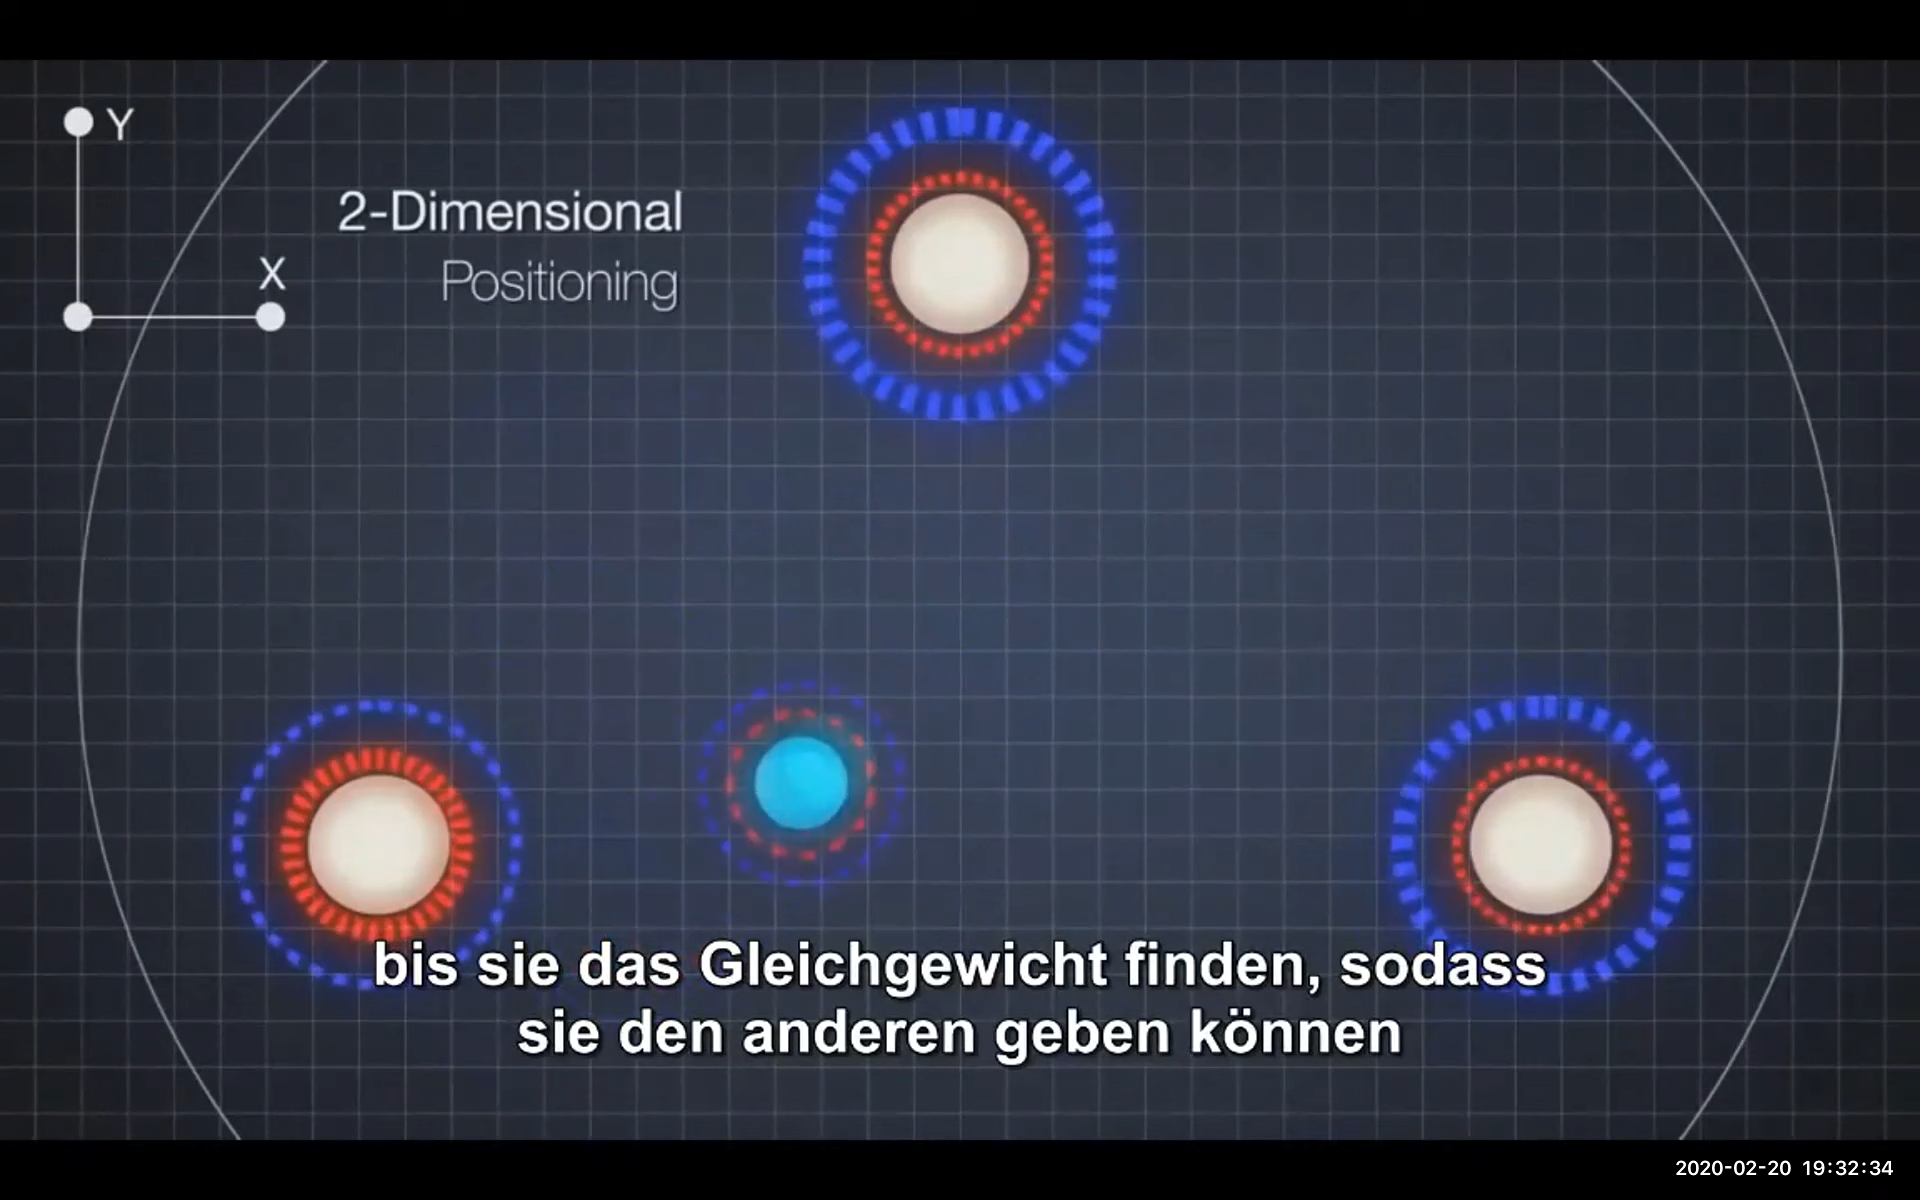 Y
2-Dimensional
X
Positioning
bis sie das Gleichgewicht finden, sodass
sie den anderen geben können
2020-02-20 19:32:34